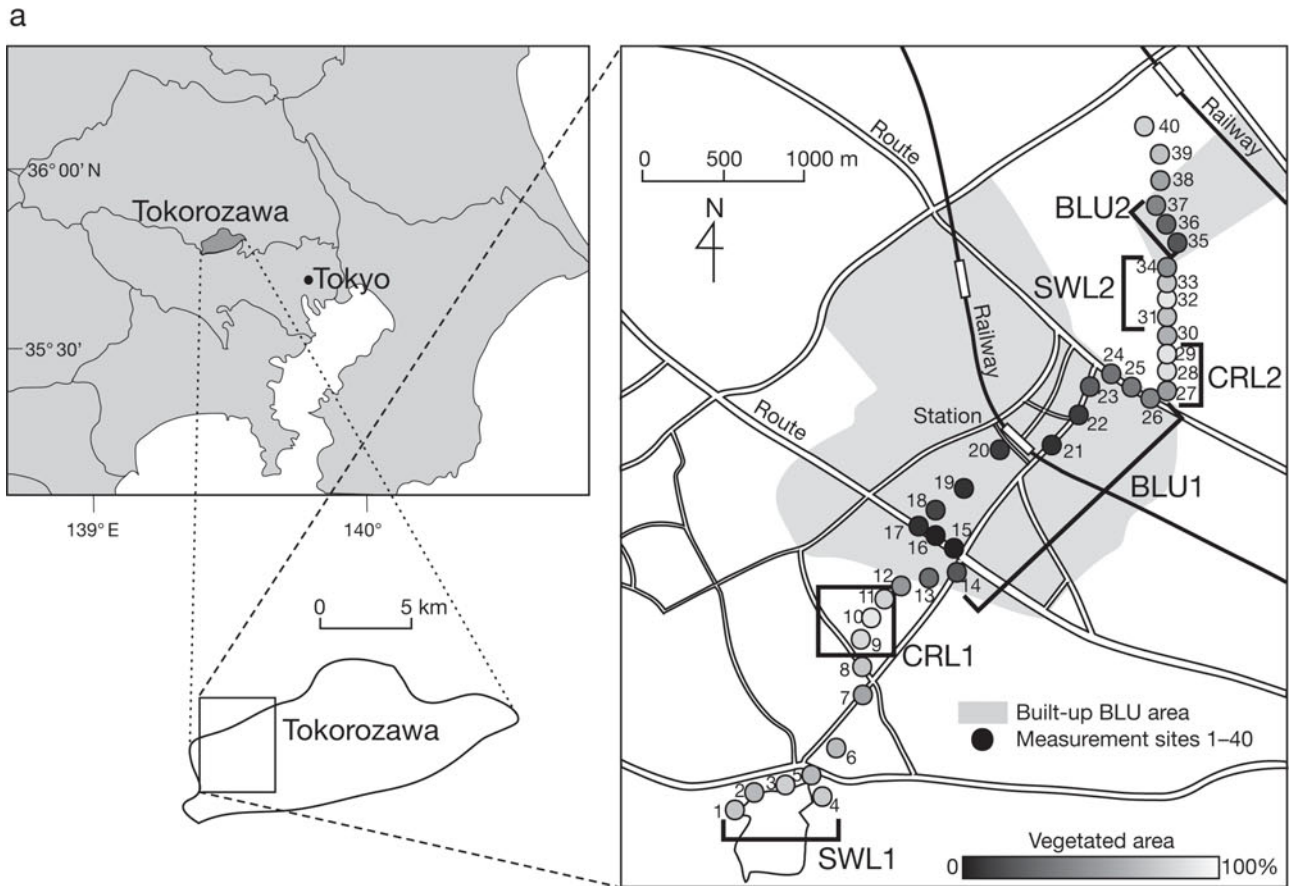 a
36° 00′ N
Tokorozawa
Tokyo
35° 30′
139° E
140°
0 5 km
Tokorozawa
Route
Railway
0 500 1000 m
N
40
39
38
37
BLU2
36
35
34
SWL2
33
32
31
30
29
CRL2
28
27
24
25
23
26
Railway
22
Station
Route
20
21
BLU1
19
18
17
15
16
14
13
12
11
10
9
CRL1
8
7
Built-up BLU area
Measurement sites 1–40
6
5
3
2
1
4
SWL1
Vegetated area
0 100%